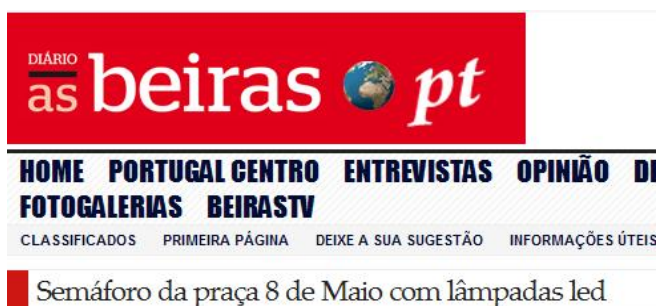 DIÁRIO
as beiras pt
HOME PORTUGAL CENTRO ENTREVISTAS OPINIÃO
FOTOGALERIAS BEIRASTV
CLASSIFICADOS PRIMEIRA PÁGINA DEIXE A SUA SUGESTÃO INFORMAÇÕES ÚTEIS
Semáforo da praça 8 de Maio com lâmpadas led